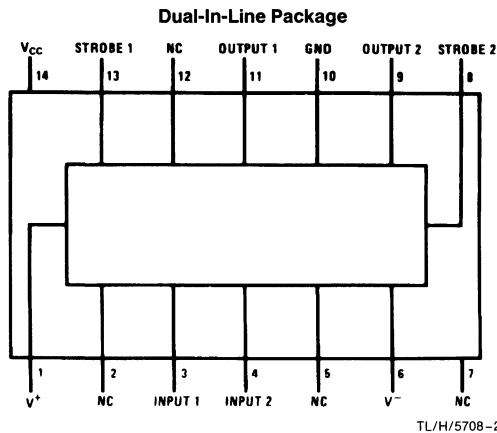 Dual-In-Line Package
VCC STROBE 1 NC OUTPUT 1 GND OUTPUT 2 STROBE 2
14 13 12 11 10 9 8
1 2 3 4 5 6 7
V+ NC INPUT 1 INPUT 2 NC V− NC
TL/H/5708-2